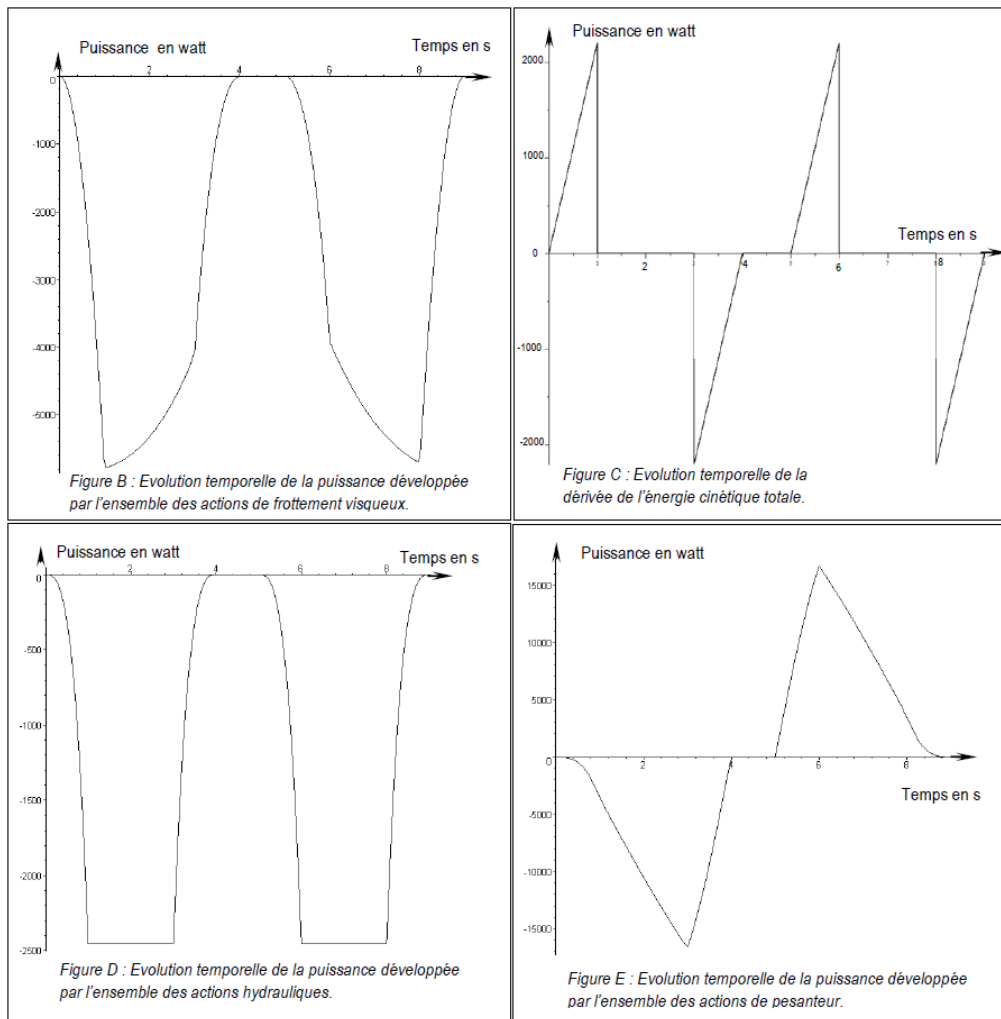 Puissance en watt
Temps en s
2 4 6 8
0
-1000
-2000
-3000
-4000
-5000
Figure B : Evolution temporelle de la puissance développée
par l'ensemble des actions de frottement visqueux.
Puissance en watt
2000
1000
Temps en s
0
1 2 3 4 5 6 7 8 9
-1000
-2000
Figure C : Evolution temporelle de la
dérivée de l'énergie cinétique totale.
Puissance en watt
Temps en s
2 4 6 8
0
-500
-1000
-1500
-2000
-2500
Figure D : Evolution temporelle de la puissance développée
par l'ensemble des actions hydrauliques.
Puissance en watt
15000
10000
5000
0
2 4 6 8
Temps en s
-5000
-10000
-15000
Figure E : Evolution temporelle de la puissance développée
par l'ensemble des actions de pesanteur.